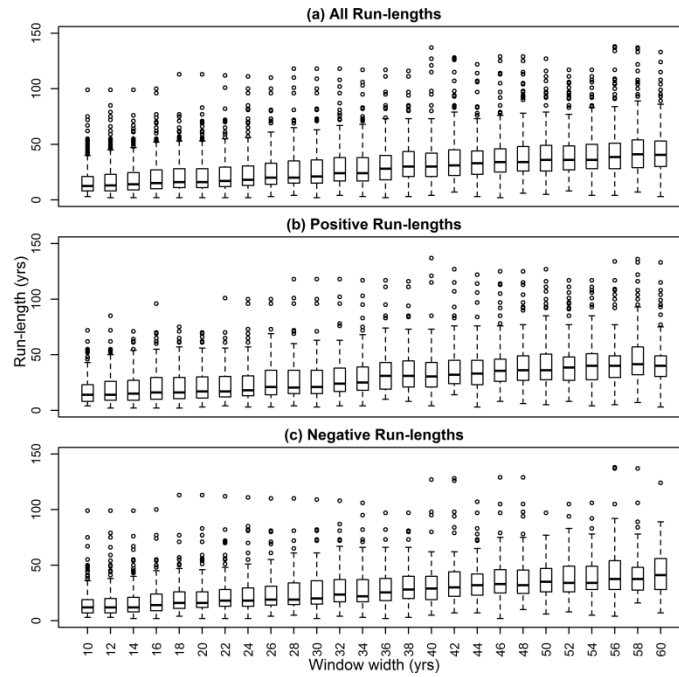 (a) All Run-lengths
150
100
50
0
(b) Positive Run-lengths
150
100
50
0
Run-length (yrs)
(c) Negative Run-lengths
150
100
50
0
10 12 14 16 18 20 22 24 26 28 30 32 34 36 38 40 42 44 46 48 50 52 54 56 58 60
Window width (yrs)